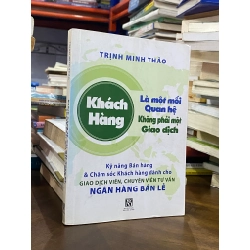 TRỊNH MINH THẢO
Khách
Hàng
Là một mối
Quan hệ
Không phải một
Giao dịch
Kỹ năng Bán hàng
& Chăm sóc Khách hàng dành cho
GIAO DỊCH VIÊN, CHUYÊN VIÊN TƯ VẤN
NGÂN HÀNG BÁN LẺ